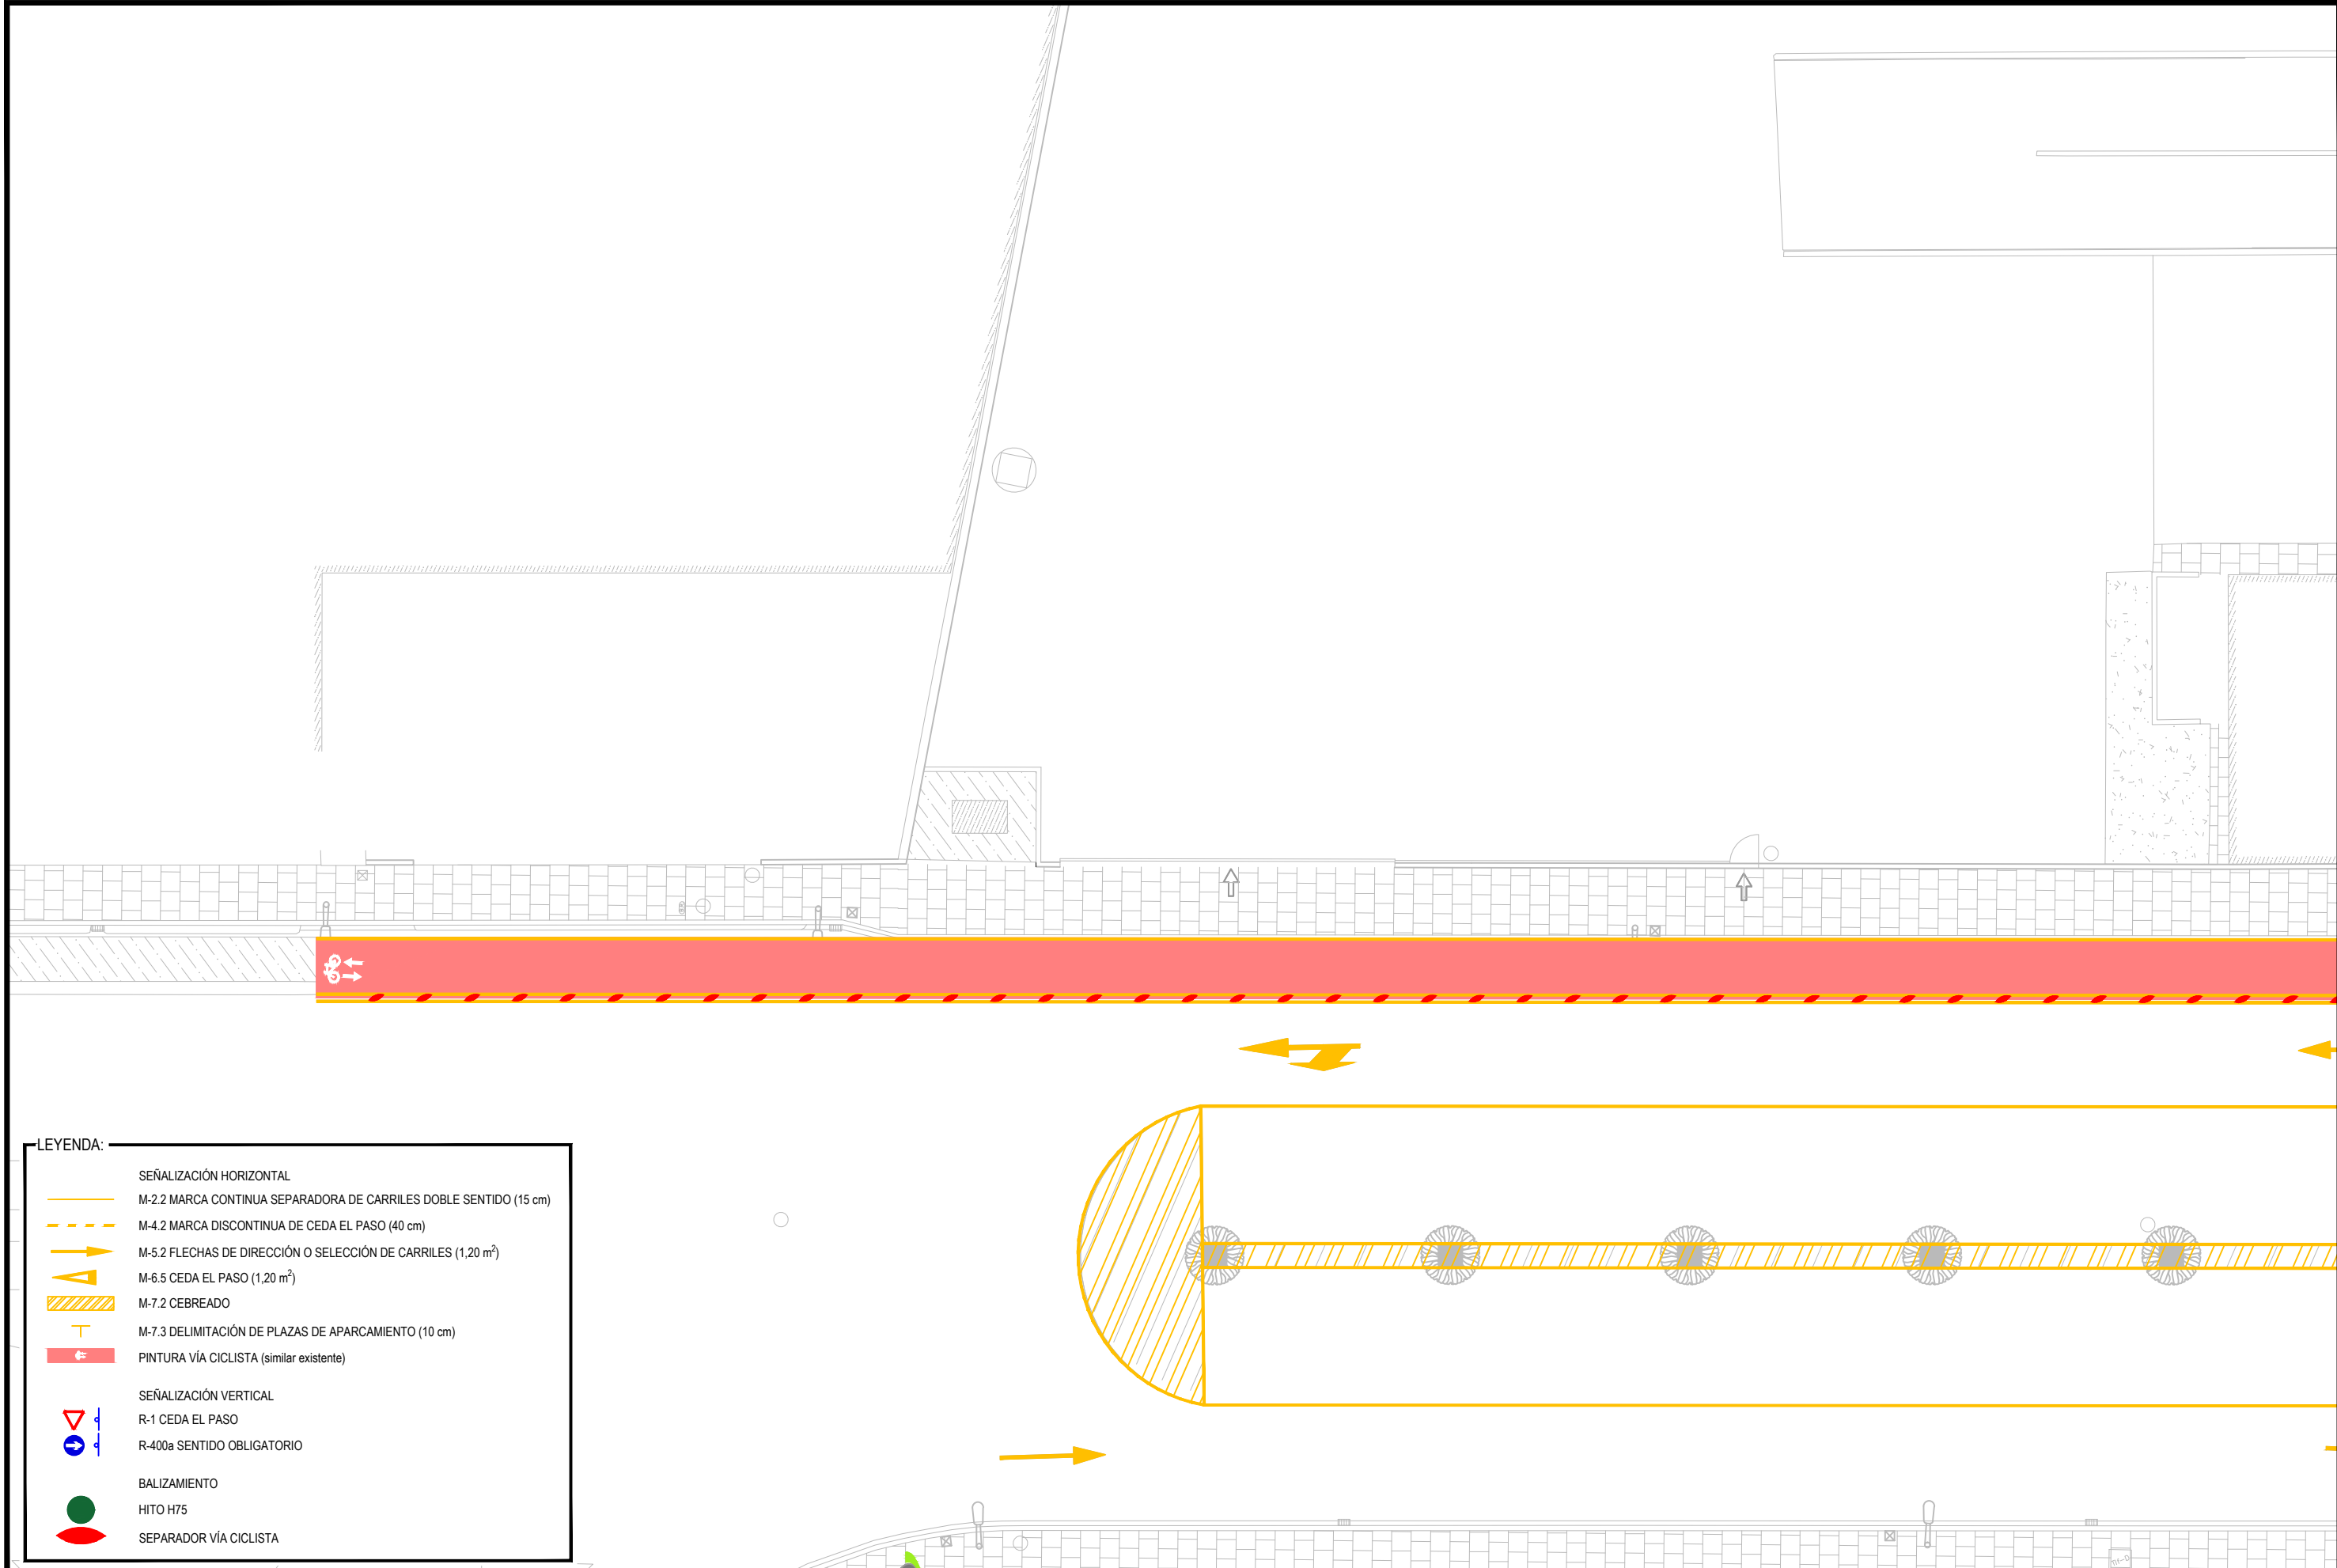 LEYENDA:
SEÑALIZACIÓN HORIZONTAL
M-2.2 MARCA CONTINUA SEPARADORA DE CARRILES DOBLE SENTIDO (15 cm)
M-4.2 MARCA DISCONTINUA DE CEDA EL PASO (40 cm)
M-5.2 FLECHAS DE DIRECCIÓN O SELECCIÓN DE CARRILES (1,20 m²)
M-6.5 CEDA EL PASO (1,20 m²)
M-7.2 CEBREADO
M-7.3 DELIMITACIÓN DE PLAZAS DE APARCAMIENTO (10 cm)
PINTURA VÍA CICLISTA (similar existente)
SEÑALIZACIÓN VERTICAL
R-1 CEDA EL PASO
R-400a SENTIDO OBLIGATORIO
BALIZAMIENTO
HITO H75
SEPARADOR VÍA CICLISTA